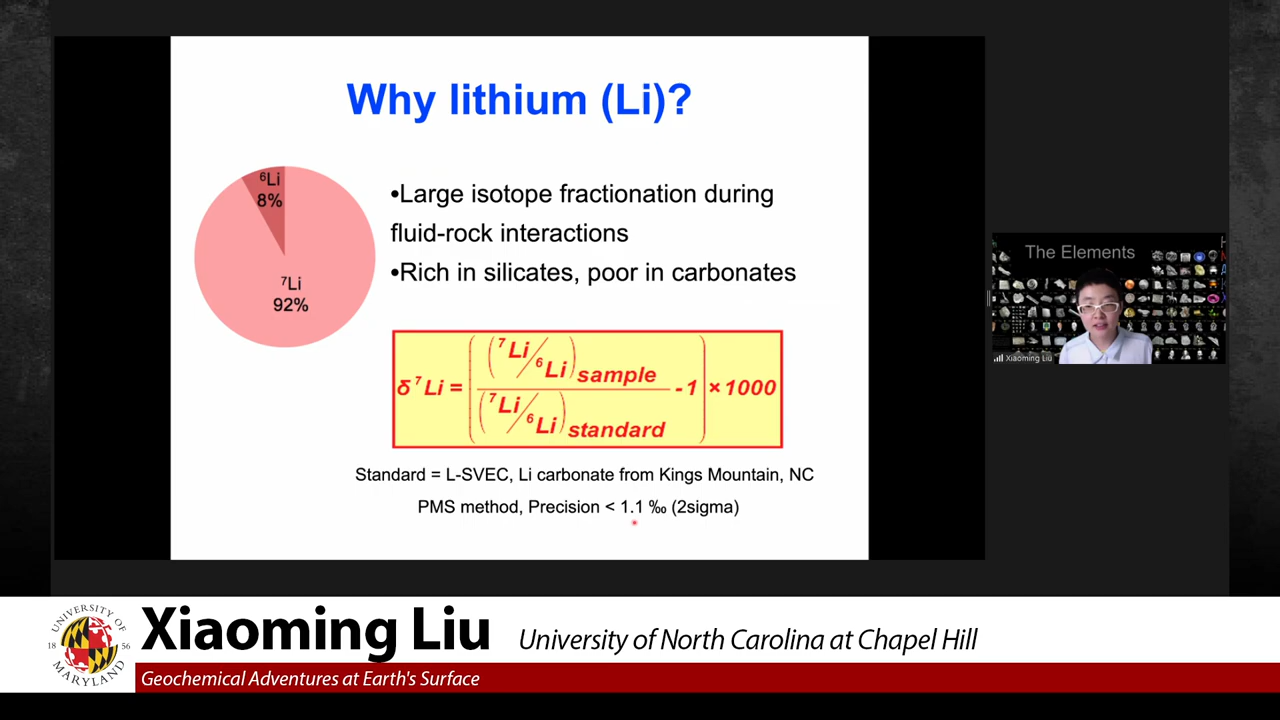 Why lithium (Li)?
⁶Li
8%
⁷Li
92%
•Large isotope fractionation during
fluid-rock interactions
•Rich in silicates, poor in carbonates
δ⁷Li = ((⁷Li/⁶Li)sample / (⁷Li/⁶Li)standard - 1) × 1000
Standard = L-SVEC, Li carbonate from Kings Mountain, NC
PMS method, Precision < 1.1 ‰ (2sigma)
The Elements
Xiaoming Liu
UNIVERSITY OF
18 56
MARYLAND
Xiaoming Liu
University of North Carolina at Chapel Hill
Geochemical Adventures at Earth's Surface